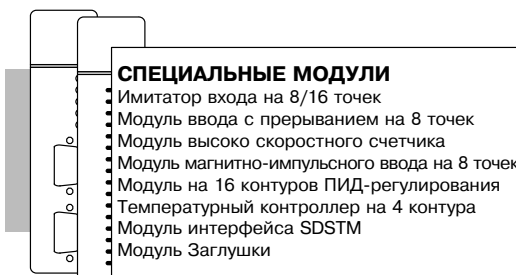 СПЕЦИАЛЬНЫЕ МОДУЛИ
Имитатор входа на 8/16 точек
Модуль ввода с прерыванием на 8 точек
Модуль высоко скоростного счетчика
Модуль магнитно-импульсного ввода на 8 точек
Модуль на 16 контуров ПИД-регулирования
Температурный контроллер на 4 контура
Модуль интерфейса SDSTM
Модуль Заглушки